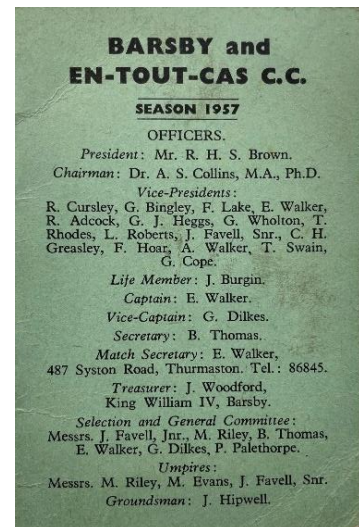 BARSBY and
EN-TOUT-CAS C.C.
SEASON 1957
OFFICERS.
President: Mr. R. H. S. Brown.
Chairman: Dr. A. S. Collins, M.A., Ph.D.
Vice-Presidents:
R. Cursley, G. Bingley, F. Lake, E. Walker,
R. Adcock, G. J. Heggs, G. Wholton, T.
Rhodes, L. Roberts, J. Favell, Snr., C. H.
Greasley, F. Hoar, A. Walker, T. Swain,
G. Cope.
Life Member: J. Burgin.
Captain: E. Walker.
Vice-Captain: G. Dilkes.
Secretary: B. Thomas.
Match Secretary: E. Walker,
487 Syston Road, Thurmaston. Tel.: 86845.
Treasurer: J. Woodford,
King William IV, Barsby.
Selection and General Committee:
Messrs. J. Favell, Jnr., M. Riley, B. Thomas,
E. Walker, G. Dilkes, P. Palethorpe.
Umpires:
Messrs. M. Riley, M. Evans, J. Favell, Snr.
Groundsman: J. Hipwell.